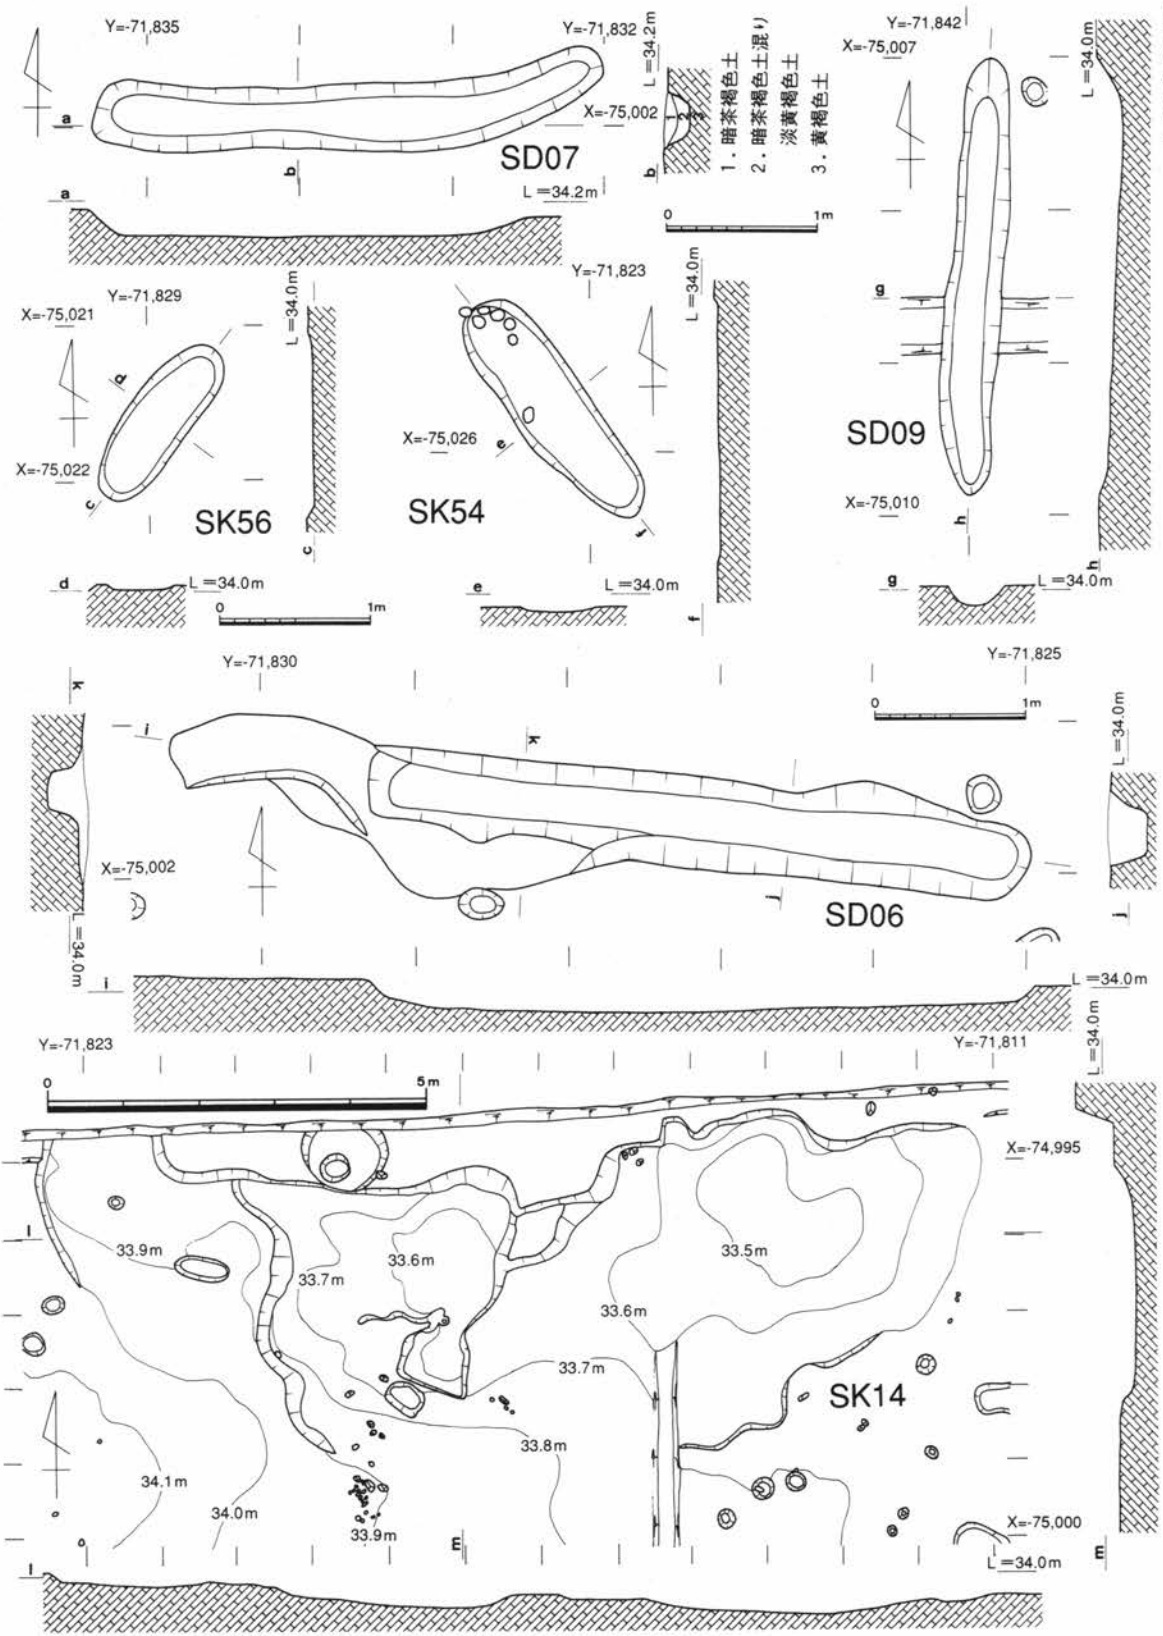 Y=-71,835
Y=-71,832
L=34.2m
X=-75,002
a
b
SD07
b
1 2 3
1. 暗茶褐色土
2. 暗茶褐色土混り
淡黄褐色土
3. 黄褐色土
a
L=34.2m
0 1m
Y=-71,842
X=-75,007
L=34.0m
g
SD09
X=-75,010
h
h
g
L=34.0m
Y=-71,829
X=-75,021
L=34.0m
d
X=-75,022
c
SK56
c
d
L=34.0m
0 1m
Y=-71,823
L=34.0m
X=-75,026
e
SK54
f
e
L=34.0m
f
Y=-71,830
Y=-71,825
0 1m
k
i
k
L=34.0m
X=-75,002
L=34.0m
j
SD06
j
i
L=34.0m
Y=-71,823
Y=-71,811
L=34.0m
0 5m
X=-74,995
l
33.9m
33.7m
33.6m
33.5m
33.6m
33.7m
SK14
33.8m
34.1m
34.0m
33.9m
m
X=-75,000
m
l
L=34.0m